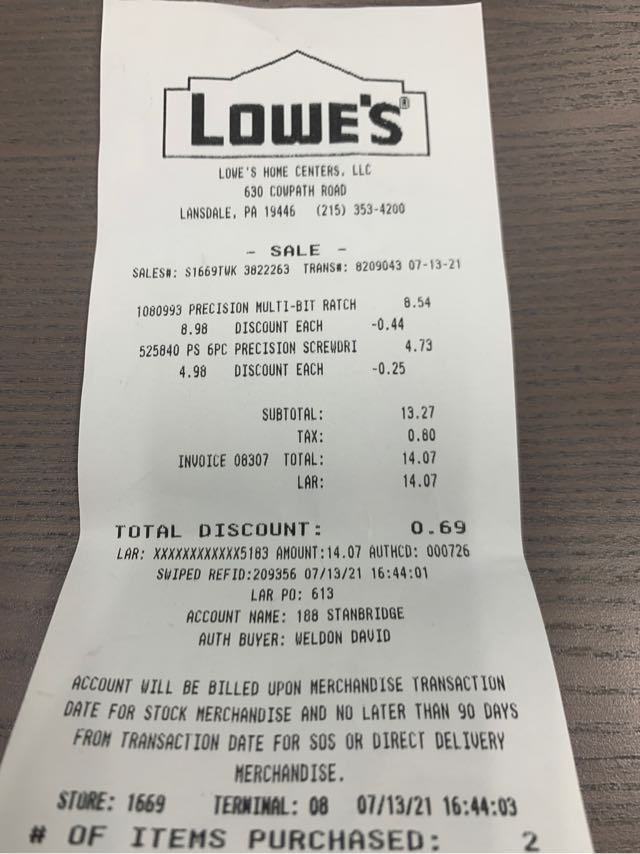 LOWE'S®
LOWE'S HOME CENTERS, LLC
630 COWPATH ROAD
LANSDALE, PA 19446 (215) 353-4200
- SALE -
SALES#: S1669TWK 3822263 TRANS#: 8209043 07-13-21
1080993 PRECISION MULTI-BIT RATCH 8.54
8.98 DISCOUNT EACH -0.44
525840 PS 6PC PRECISION SCREWDRI 4.73
4.98 DISCOUNT EACH -0.25
SUBTOTAL: 13.27
TAX: 0.80
INVOICE 08307 TOTAL: 14.07
LAR: 14.07
TOTAL DISCOUNT: 0.69
LAR: XXXXXXXXXXXX5183 AMOUNT:14.07 AUTHCD: 000726
SWIPED REFID:209356 07/13/21 16:44:01
LAR PO: 613
ACCOUNT NAME: 188 STANBRIDGE
AUTH BUYER: WELDON DAVID
ACCOUNT WILL BE BILLED UPON MERCHANDISE TRANSACTION
DATE FOR STOCK MERCHANDISE AND NO LATER THAN 90 DAYS
FROM TRANSACTION DATE FOR SOS OR DIRECT DELIVERY
MERCHANDISE.
STORE: 1669 TERMINAL: 08 07/13/21 16:44:03
# OF ITEMS PURCHASED: 2